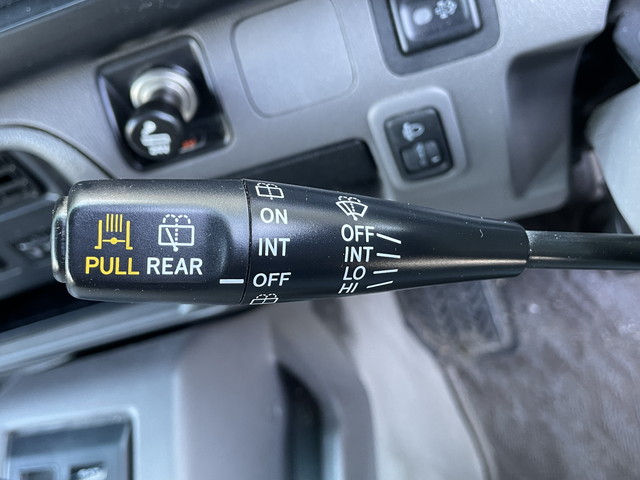 PULL REAR
ON
INT
OFF
OFF
INT
LO
HI